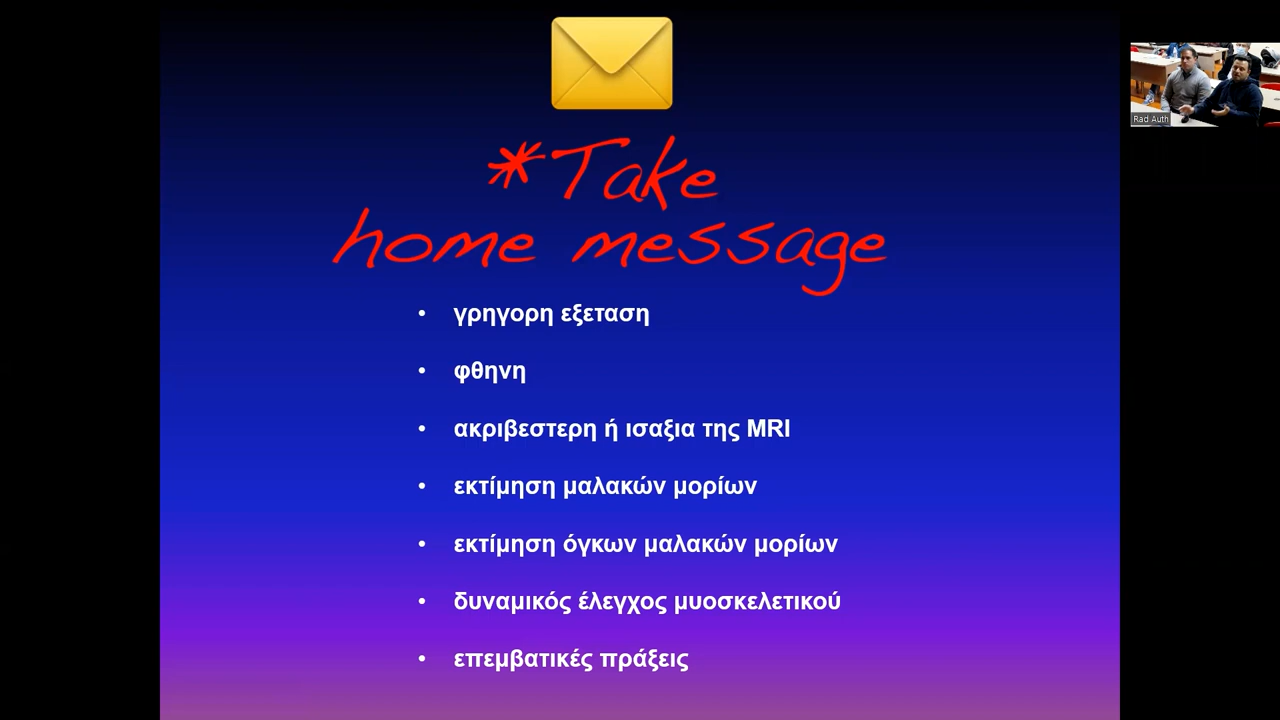 *Take
home message
• γρηγορη εξεταση
• φθηνη
• ακριβεστερη ή ισαξια της MRI
• εκτίμηση μαλακών μορίων
• εκτίμηση όγκων μαλακών μορίων
• δυναμικός έλεγχος μυοσκελετικού
• επεμβατικές πράξεις
Rad Auth